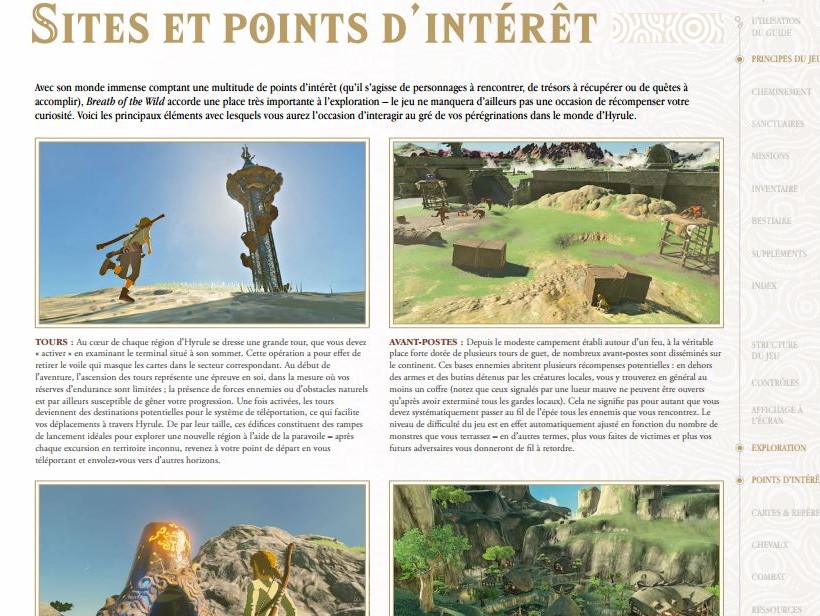 SITES ET POINTS D'INTÉRÊT
Avec son monde immense comptant une multitude de points d'intérêt (qu'il s'agisse de personnages à rencontrer, de trésors à récupérer ou de quêtes à
accomplir), Breath of the Wild accorde une place très importante à l'exploration – le jeu ne manquera d'ailleurs pas une occasion de récompenser votre
curiosité. Voici les principaux éléments avec lesquels vous aurez l'occasion d'interagir au gré de vos pérégrinations dans le monde d'Hyrule.
TOURS : Au cœur de chaque région d'Hyrule se dresse une grande tour, que vous devez
« activer » en examinant le terminal situé à son sommet. Cette opération a pour effet de
retirer le voile qui masque les cartes dans le secteur correspondant. Au début de
l'aventure, l'ascension des tours représente une épreuve en soi, dans la mesure où vos
réserves d'endurance sont limitées ; la présence de forces ennemies ou d'obstacles naturels
est par ailleurs susceptible de gêner votre progression. Une fois activées, les tours
deviennent des destinations potentielles pour le système de téléportation, ce qui facilite
vos déplacements à travers Hyrule. De par leur taille, ces édifices constituent des rampes
de lancement idéales pour explorer une nouvelle région à l'aide de la paravoile – après
chaque excursion en territoire inconnu, revenez à votre point de départ en vous
téléportant et envolez-vous vers d'autres horizons.
AVANT-POSTES : Depuis le modeste campement établi autour d'un feu, à la véritable
place forte dotée de plusieurs tours de guet, de nombreux avant-postes sont disséminés sur
le continent. Ces bases ennemies abritent plusieurs récompenses potentielles : en dehors
des armes et des butins détenus par les créatures locales, vous y trouverez en général au
moins un coffre (notez que ceux signalés par une lueur mauve ne peuvent être ouverts
qu'après avoir exterminé tous les gardes locaux). Cela ne signifie pas pour autant que vous
devez systématiquement passer au fil de l'épée tous les ennemis que vous rencontrez. Le
niveau de difficulté du jeu est en effet automatiquement ajusté en fonction du nombre de
monstres que vous terrassez – en d'autres termes, plus vous faites de victimes et plus vos
futurs adversaires vous donneront de fil à retordre.
UTILISATION
DU GUIDE
PRINCIPES DU JEU
CHEMINEMENT
SANCTUAIRES
MISSIONS
INVENTAIRE
BESTIAIRE
SUPPLÉMENTS
INDEX
STRUCTURE
DU JEU
CONTRÔLES
AFFICHAGE À
L'ÉCRAN
EXPLORATION
POINTS D'INTÉRÊ
CARTES & REPÈRE
CHEVAUX
COMBAT
RESSOURCES